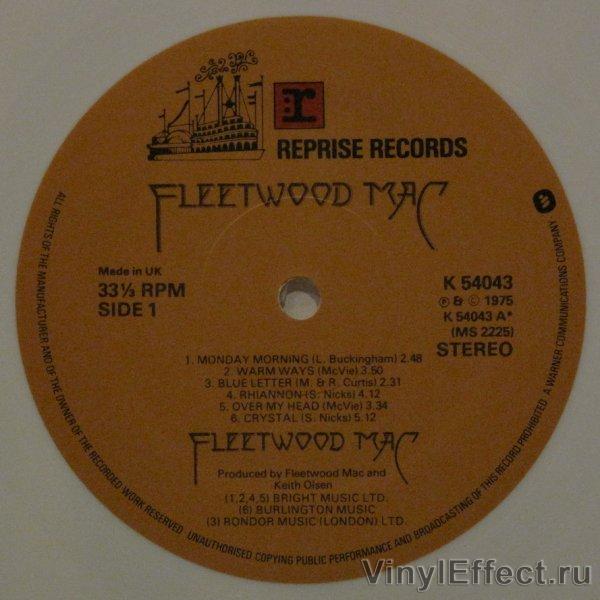 r
REPRISE RECORDS
FLEETWOOD MAC
Made in UK
33⅓ RPM
SIDE 1
K 54043
Ⓟ & © 1975
K 54043 A*
(MS 2225)
STEREO
1. MONDAY MORNING (L. Buckingham) 2.48
2. WARM WAYS (McVie) 3.50
3. BLUE LETTER (M. & R. Curtis) 2.31
4. RHIANNON (S. Nicks) 4.12
5. OVER MY HEAD (McVie) 3.34
6. CRYSTAL (S. Nicks) 5.12
FLEETWOOD MAC
Produced by Fleetwood Mac and
Keith Olsen
(1,2,4,5) BRIGHT MUSIC LTD.
(6) BURLINGTON MUSIC
(3) RONDOR MUSIC (LONDON) LTD.
ALL RIGHTS OF THE MANUFACTURER AND OF THE OWNER OF THE RECORDED WORK RESERVED. UNAUTHORISED COPYING PUBLIC PERFORMANCE AND BROADCASTING OF THIS RECORD PROHIBITED. A WARNER COMMUNICATIONS COMPANY
VinylEffect.ru